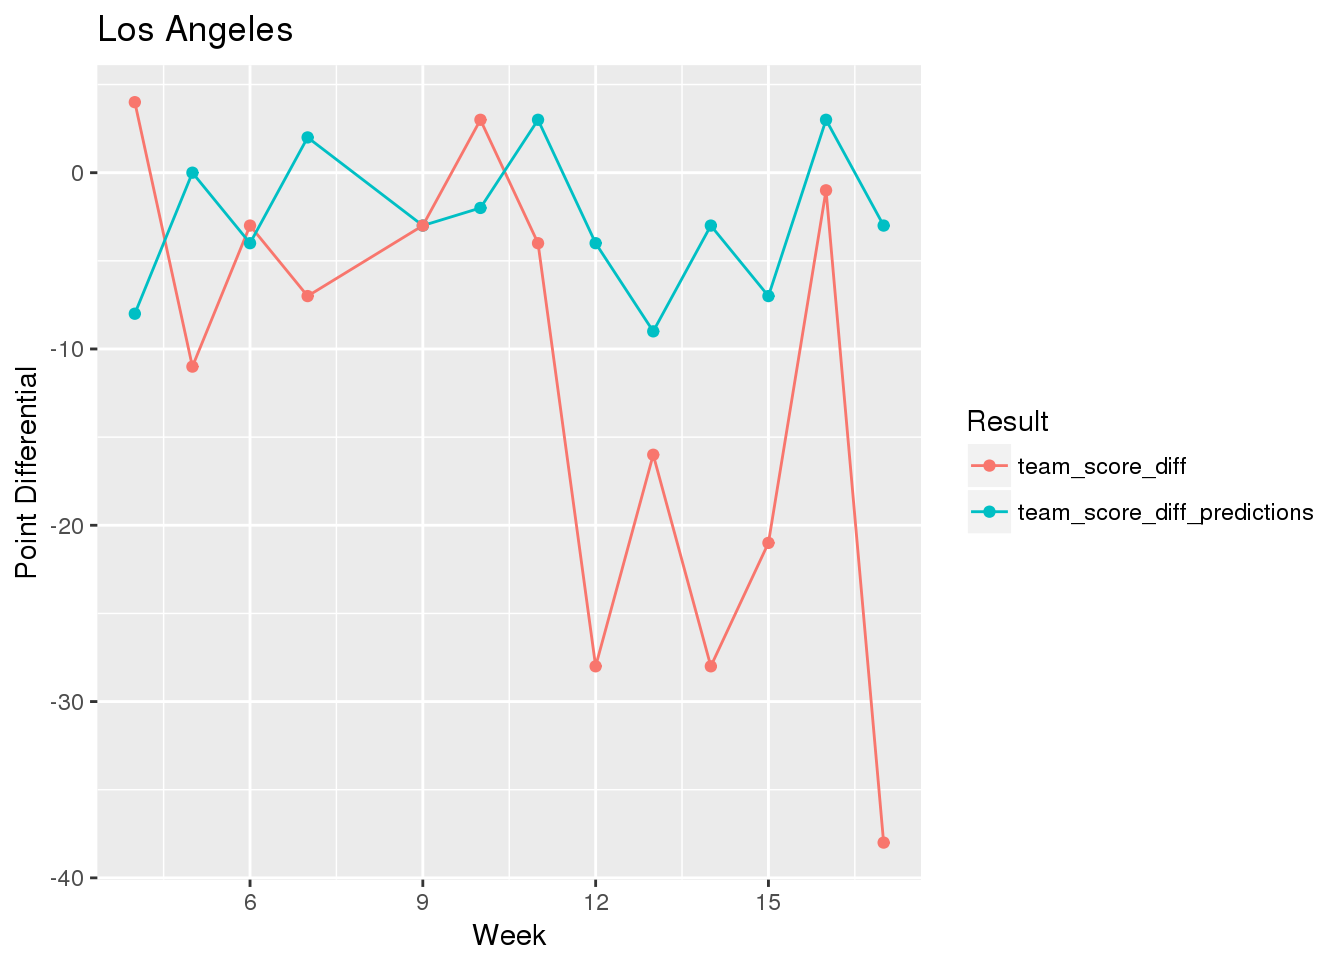 Los Angeles
0
-10
-20
-30
-40
Point Differential
6
9
12
15
Week
Result
team_score_diff
team_score_diff_predictions